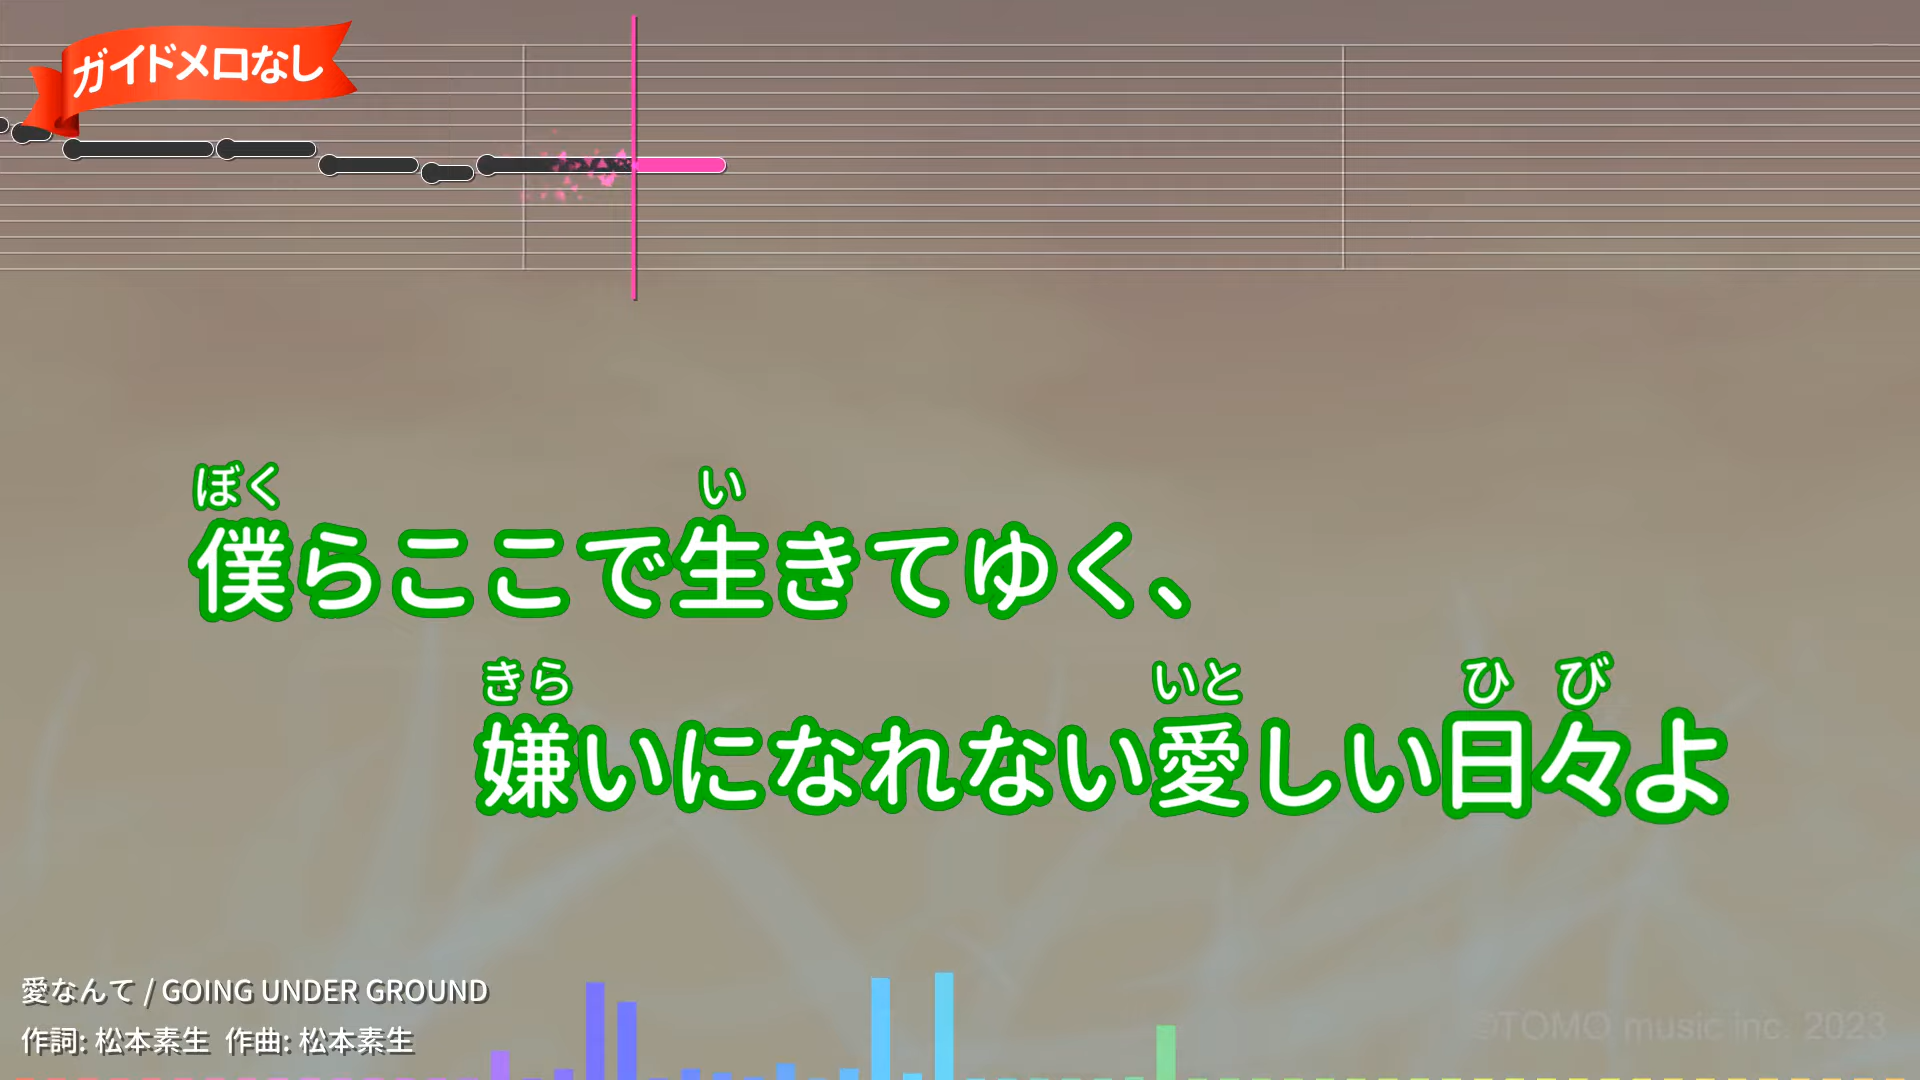 ガイドメロなし
ぼく い
僕らここで生きてゆく、
きら いと ひ び
嫌いになれない愛しい日々よ
愛なんて / GOING UNDER GROUND
作詞: 松本素生 作曲: 松本素生
©TOMO music inc. 2023